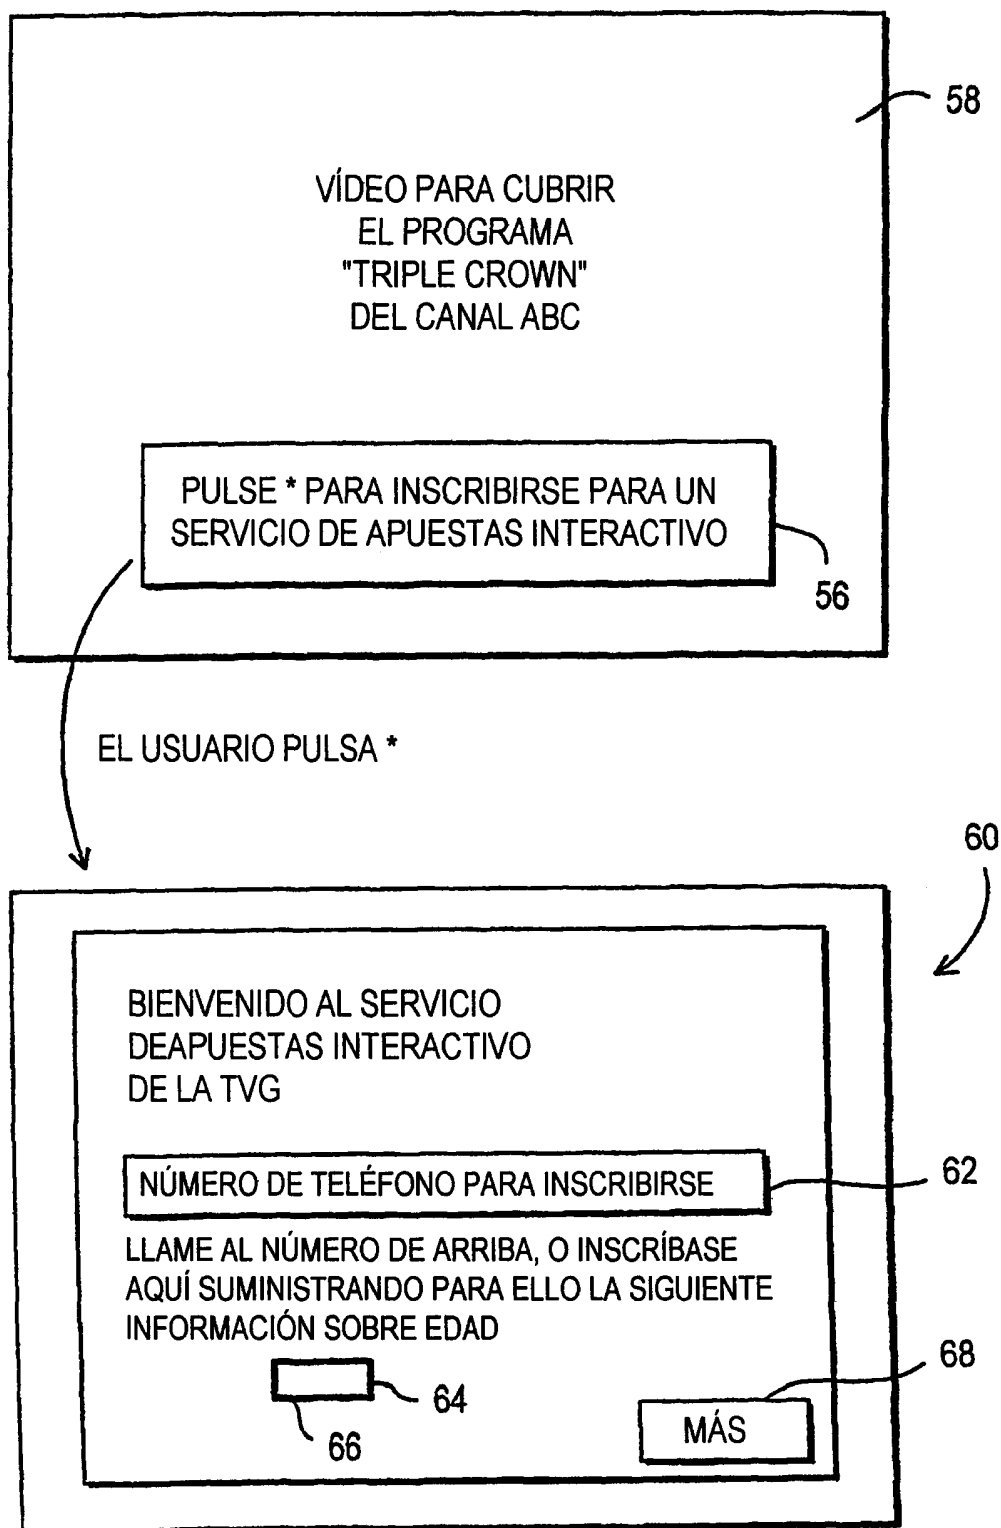 58
VÍDEO PARA CUBRIR
EL PROGRAMA
"TRIPLE CROWN"
DEL CANAL ABC
PULSE * PARA INSCRIBIRSE PARA UN
SERVICIO DE APUESTAS INTERACTIVO
56
EL USUARIO PULSA *
60
BIENVENIDO AL SERVICIO
DEAPUESTAS INTERACTIVO
DE LA TVG
NÚMERO DE TELÉFONO PARA INSCRIBIRSE
62
LLAME AL NÚMERO DE ARRIBA, O INSCRÍBASE
AQUÍ SUMINISTRANDO PARA ELLO LA SIGUIENTE
INFORMACIÓN SOBRE EDAD
68
64
66
MÁS